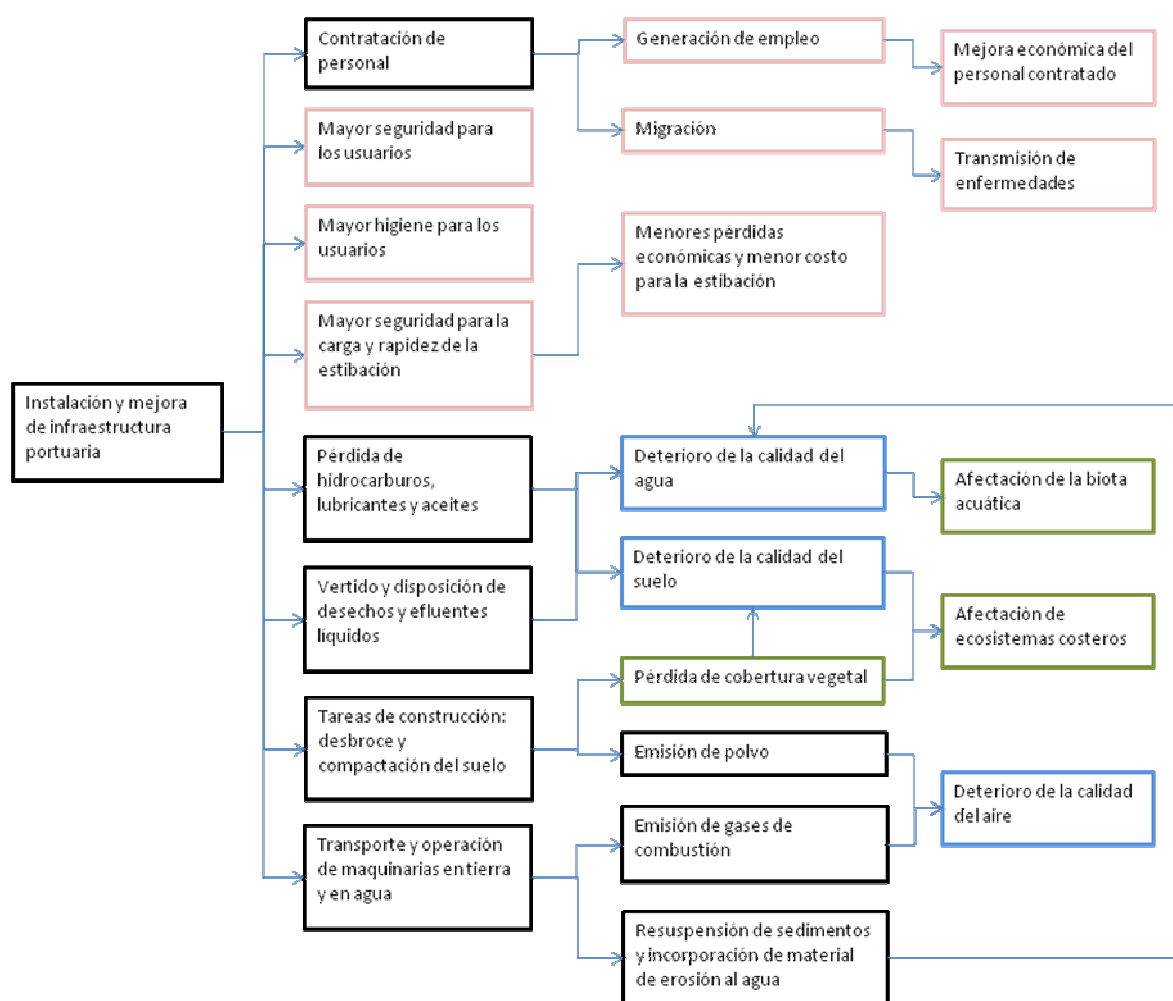 Contratación de
personal
Generación de empleo
Mejora económica del
personal contratado
Mayor seguridad para
los usuarios
Migración
Transmisión de
enfermedades
Mayor higiene para los
usuarios
Menores pérdidas
económicas y menor costo
para la estibación
Mayor seguridad para la
carga y rapidez de la
estibación
Instalación y mejora
de infraestructura
portuaria
Pérdida de
hidrocarburos,
lubricantes y aceites
Deterioro de la calidad del
agua
Afectación de la biota
acuática
Deterioro de la calidad del
suelo
Vertido y disposición de
desechos y efluentes
líquidos
Afectación de
ecosistemas costeros
Pérdida de cobertura vegetal
Tareas de construcción:
desbroce y
compactación del suelo
Emisión de polvo
Deterioro de la calidad
del aire
Emisión de gases de
combustión
Transporte y operación
de maquinarias en tierra
y en agua
Resuspensión de sedimentos
y incorporación de material
de erosión al agua